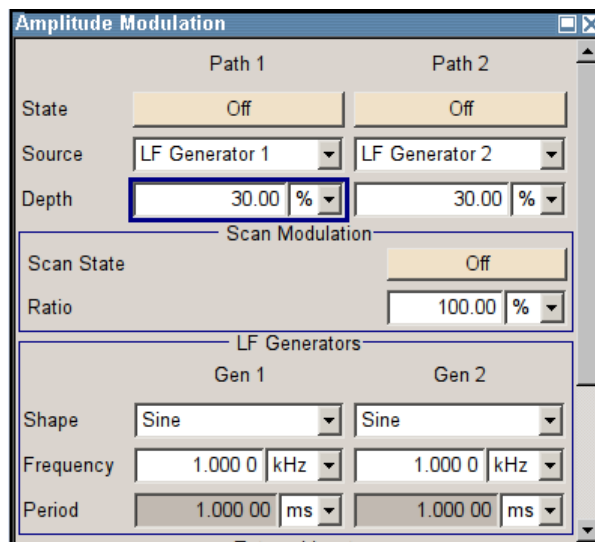 Amplitude Modulation
Path 1 Path 2
State Off Off
Source LF Generator 1 LF Generator 2
Depth 30.00 % 30.00 %
Scan Modulation
Scan State Off
Ratio 100.00 %
LF Generators
Gen 1 Gen 2
Shape Sine Sine
Frequency 1.000 0 kHz 1.000 0 kHz
Period 1.000 00 ms 1.000 00 ms